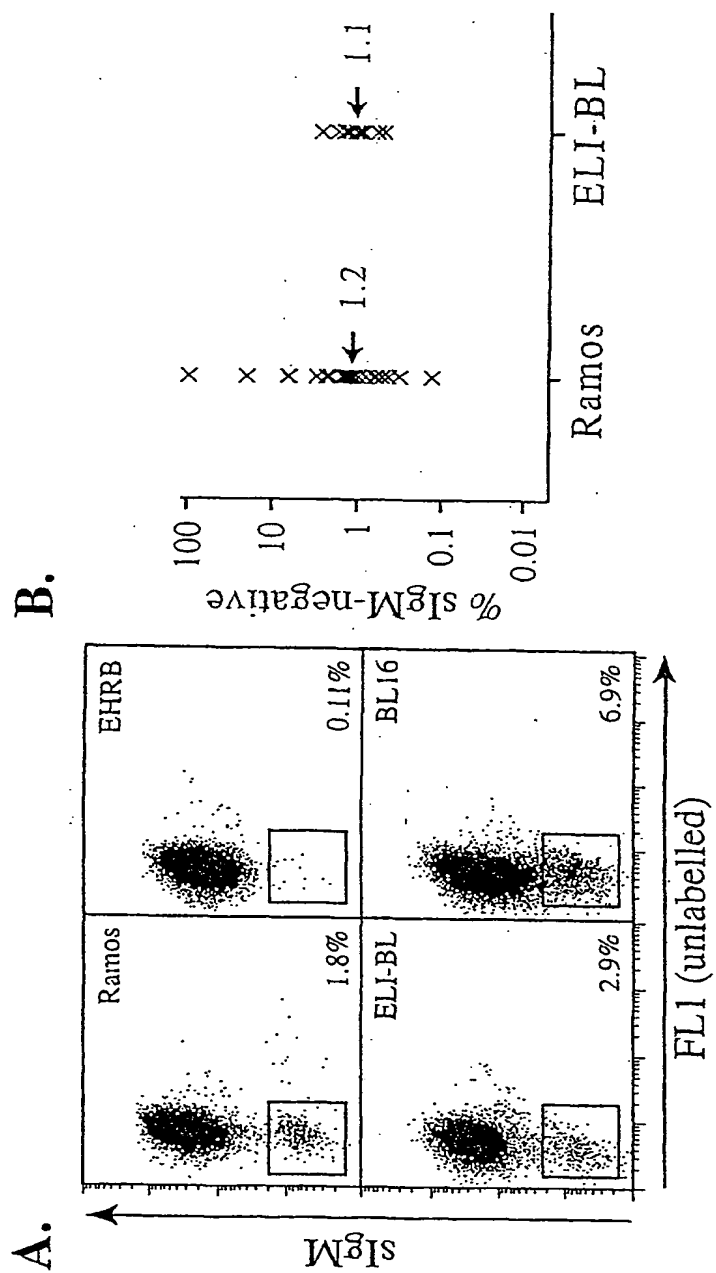 A.
sIgM
Ramos
1.8%
EHRB
0.11%
ELI-BL
2.9%
BL16
6.9%
FL1 (unlabelled)
B.
% sIgM-negative
100
10
1
0.1
0.01
1.2
1.1
Ramos
ELI-BL